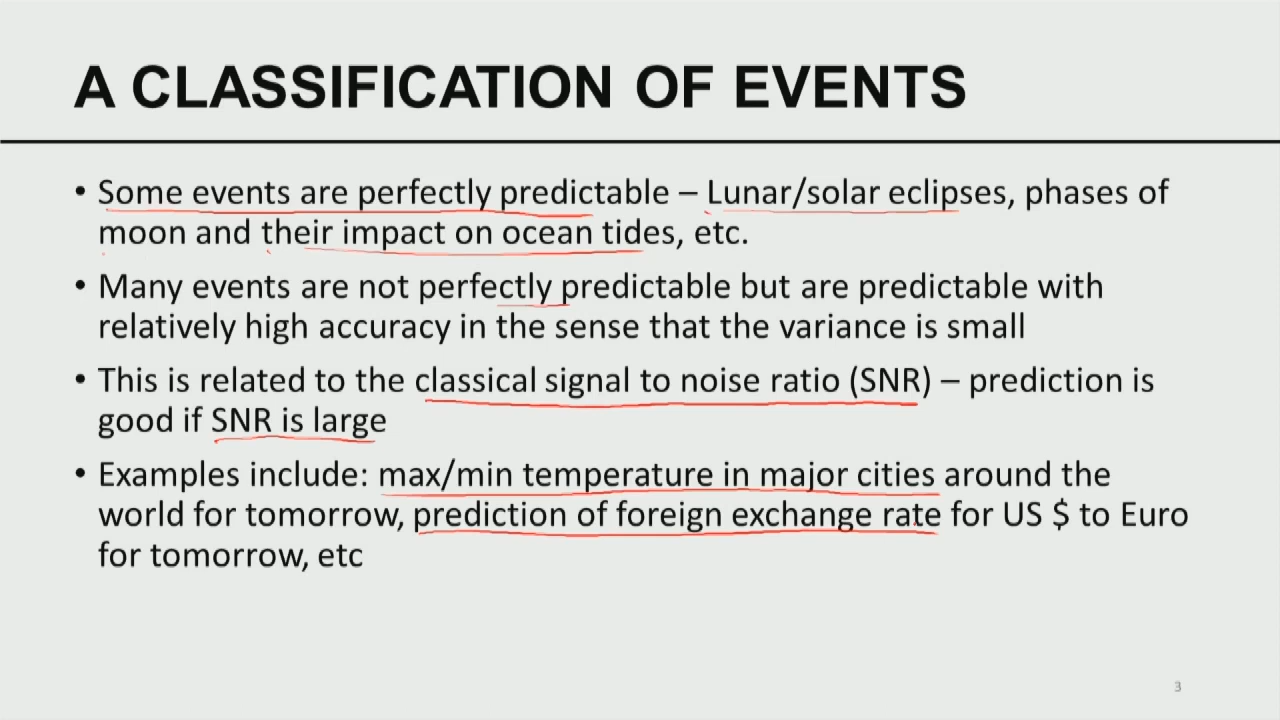 A CLASSIFICATION OF EVENTS
• Some events are perfectly predictable – Lunar/solar eclipses, phases of
moon and their impact on ocean tides, etc.
• Many events are not perfectly predictable but are predictable with
relatively high accuracy in the sense that the variance is small
• This is related to the classical signal to noise ratio (SNR) – prediction is
good if SNR is large
• Examples include: max/min temperature in major cities around the
world for tomorrow, prediction of foreign exchange rate for US $ to Euro
for tomorrow, etc
3